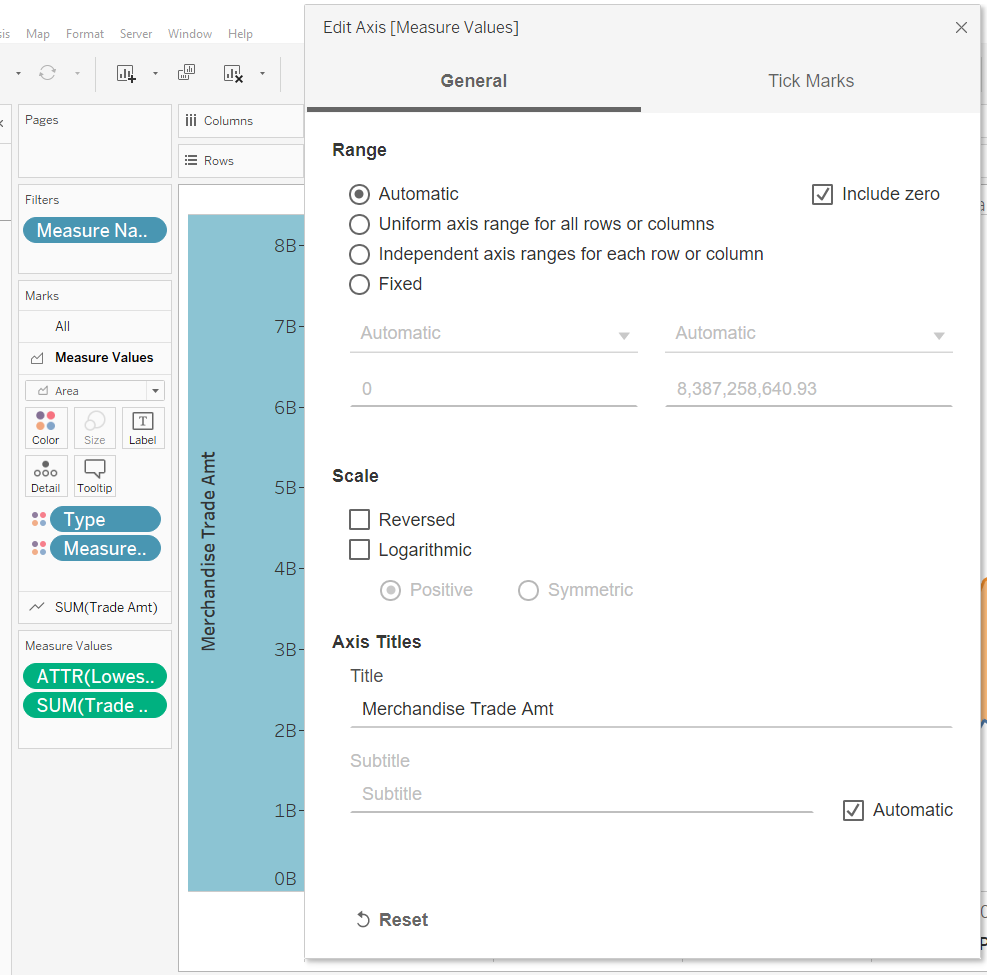 Edit Axis [Measure Values]
sis Map Format Server Window Help
General Tick Marks
Pages
Columns
Rows
Filters
Measure Na..
Marks
All
Measure Values
Area
Color Size Label
Detail Tooltip
Type
Measure..
SUM(Trade Amt)
Measure Values
ATTR(Lowes..
SUM(Trade ..
Merchandise Trade Amt
8B
7B
6B
5B
4B
3B
2B
1B
0B
Range
Automatic Include zero
Uniform axis range for all rows or columns
Independent axis ranges for each row or column
Fixed
Automatic Automatic
0 8,387,258,640.93
Scale
Reversed
Logarithmic
Positive Symmetric
Axis Titles
Title
Merchandise Trade Amt
Subtitle
Subtitle
Automatic
Reset